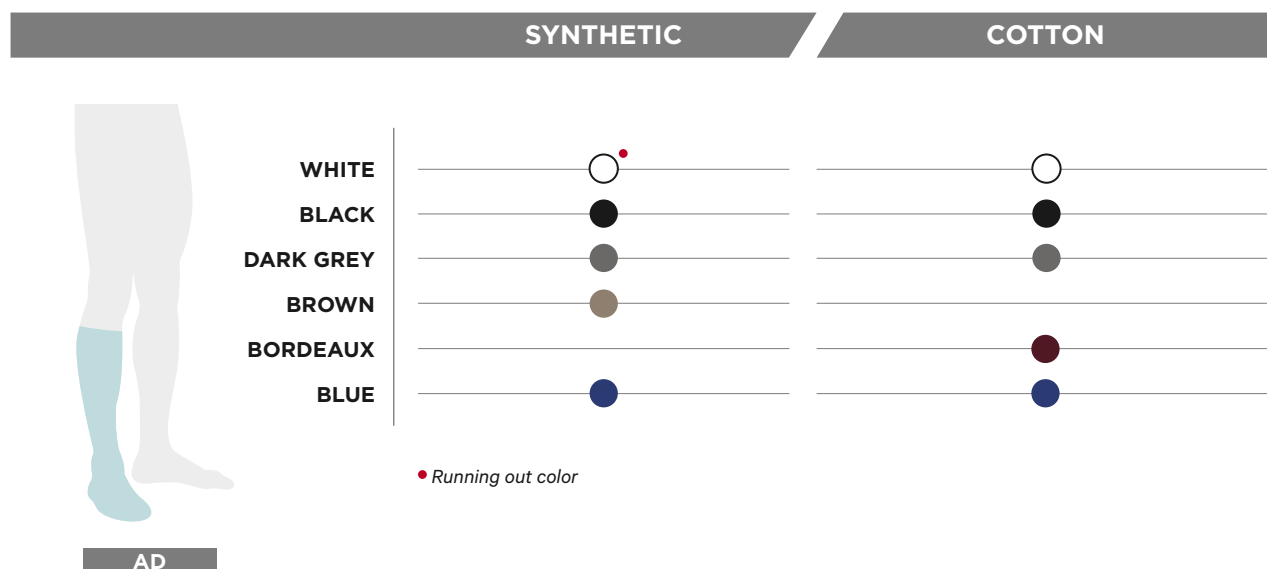 SYNTHETIC
COTTON
WHITE
BLACK
DARK GREY
BROWN
BORDEAUX
BLUE
Running out color
AD